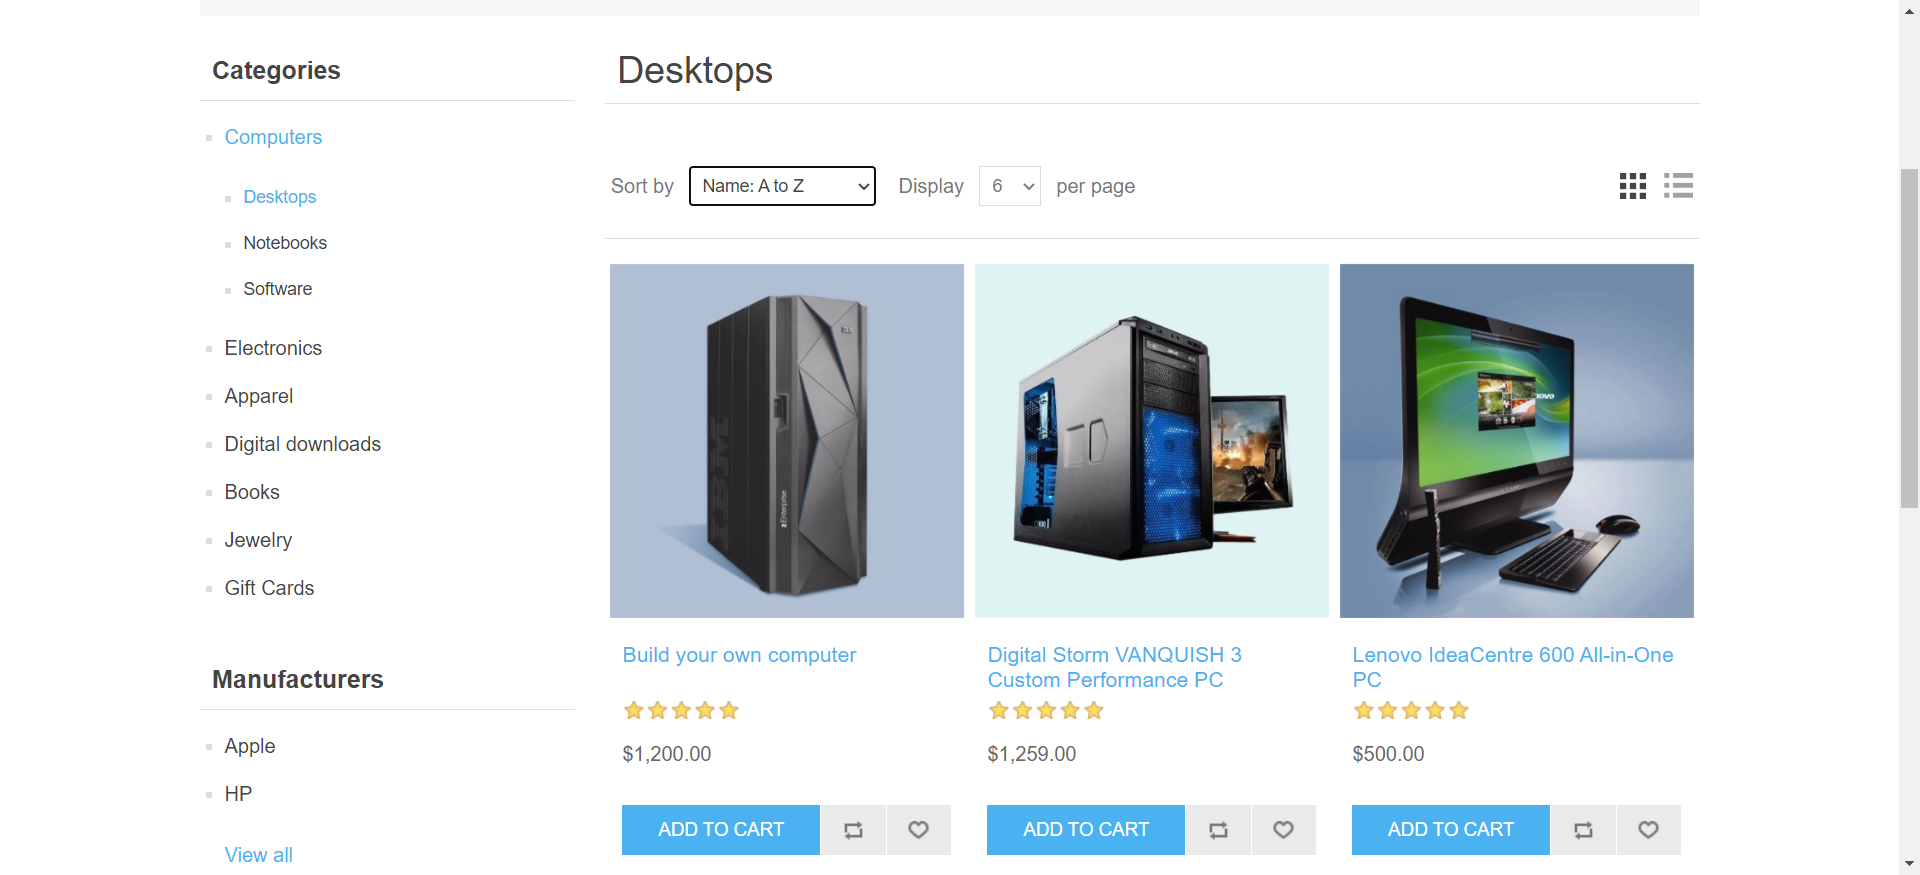 Categories
Computers
Desktops
Notebooks
Software
Electronics
Apparel
Digital downloads
Books
Jewelry
Gift Cards
Manufacturers
Apple
HP
View all
Desktops
Sort by Name: A to Z Display 6 per page
IBM
zEnterprise
Build your own computer
$1,200.00
ADD TO CART
Digital Storm VANQUISH 3
Custom Performance PC
$1,259.00
ADD TO CART
Lenovo IdeaCentre 600 All-in-One
PC
$500.00
ADD TO CART